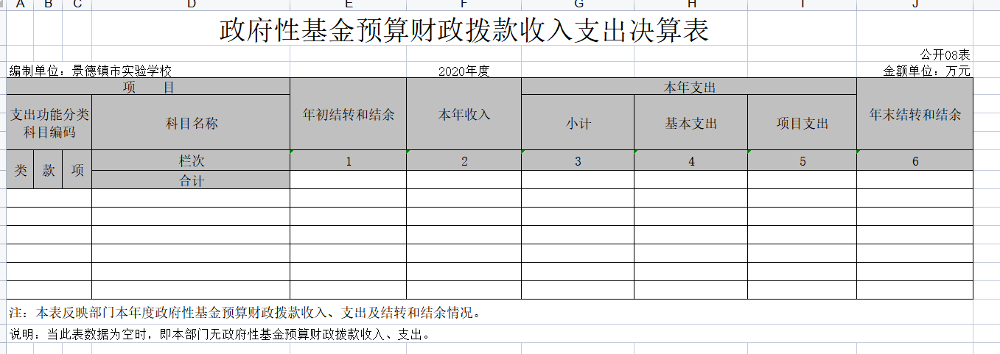 A B C D E F G H I J
政府性基金预算财政拨款收入支出决算表
公开08表
编制单位：景德镇市实验学校 2020年度 金额单位：万元
项 目 年初结转和结余 本年收入 本年支出 年末结转和结余
支出功能分类
科目编码
科目名称 小计 基本支出 项目支出
类 款 项 栏次 1 2 3 4 5 6
合计
注：本表反映部门本年度政府性基金预算财政拨款收入、支出及结转和结余情况。
说明：当此表数据为空时，即本部门无政府性基金预算财政拨款收入、支出。